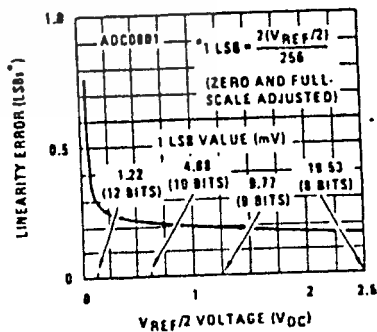 1.0
ADC0801
*1 LSB = 2(VREF/2)
256
(ZERO AND FULL-
SCALE ADJUSTED)
LINEARITY ERROR (LSBs*)
0.5
1 LSB VALUE (mV)
1.22
(12 BITS)
4.88
(10 BITS)
9.77
(9 BITS)
19.53
(8 BITS)
0
0
1
2
2.5
VREF/2 VOLTAGE (VDC)